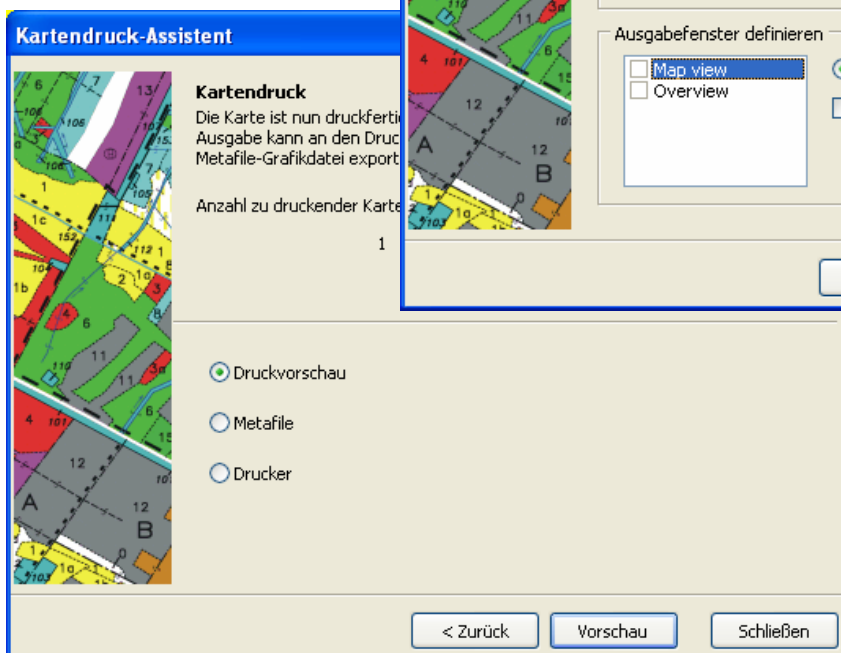 Kartendruck-Assistent
Kartendruck
Die Karte ist nun druckferti
Ausgabe kann an den Druc
Metafile-Grafikdatei export
Anzahl zu druckender Karte
1
Druckvorschau
Metafile
Drucker
< Zurück
Vorschau
Schließen
Ausgabefenster definieren
Map view
Overview